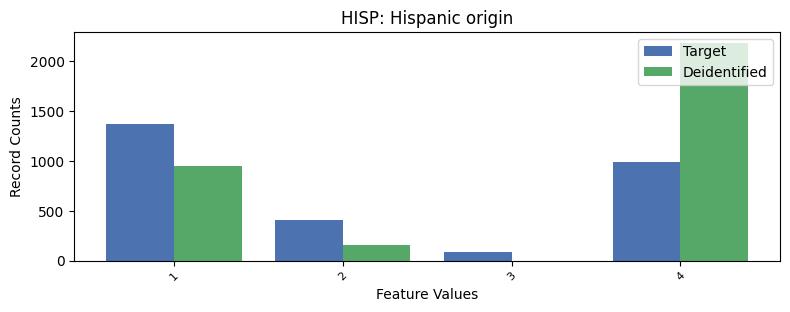 HISP: Hispanic origin
Target
Deidentified
2000
1500
1000
500
0
Record Counts
1 2 3 4
Feature Values